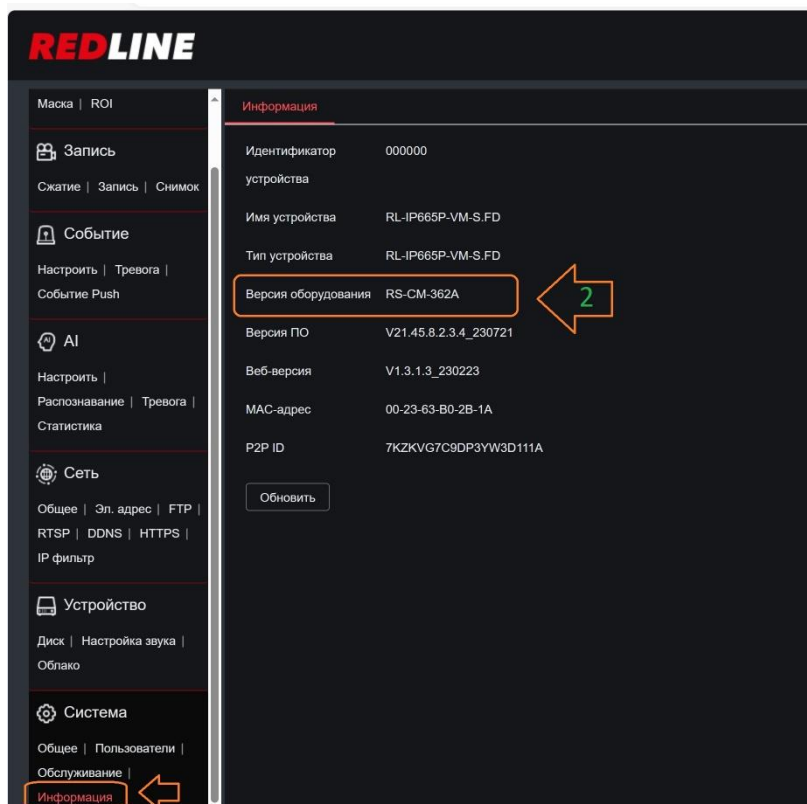 REDLINE
Маска | ROI
Запись
Сжатие | Запись | Снимок
Событие
Настроить | Тревога |
Событие Push
AI
AI
Настроить |
Распознавание | Тревога |
Статистика
Сеть
Общее | Эл. адрес | FTP |
RTSP | DDNS | HTTPS |
IP фильтр
Устройство
Диск | Настройка звука |
Облако
Система
Общее | Пользователи |
Обслуживание |
Информация
Информация
Идентификатор устройства 000000
Имя устройства RL-IP665P-VM-S.FD
Тип устройства RL-IP665P-VM-S.FD
Версия оборудования RS-CM-362A
2
Версия ПО V21.45.8.2.3.4_230721
Веб-версия V1.3.1.3_230223
MAC-адрес 00-23-63-B0-2B-1A
P2P ID 7KZKVG7C9DP3YW3D111A
Обновить